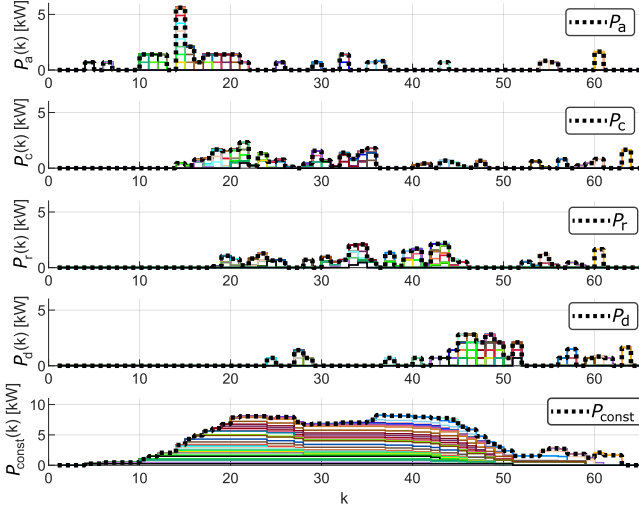 P_a(k) [kW]
5
0
0 10 20 30 40 50 60
P_a
P_c(k) [kW]
5
0
0 10 20 30 40 50 60
P_c
P_r(k) [kW]
5
0
0 10 20 30 40 50 60
P_r
P_d(k) [kW]
5
0
0 10 20 30 40 50 60
P_d
P_const(k) [kW]
10
5
0
0 10 20 30 40 50 60
P_const
k